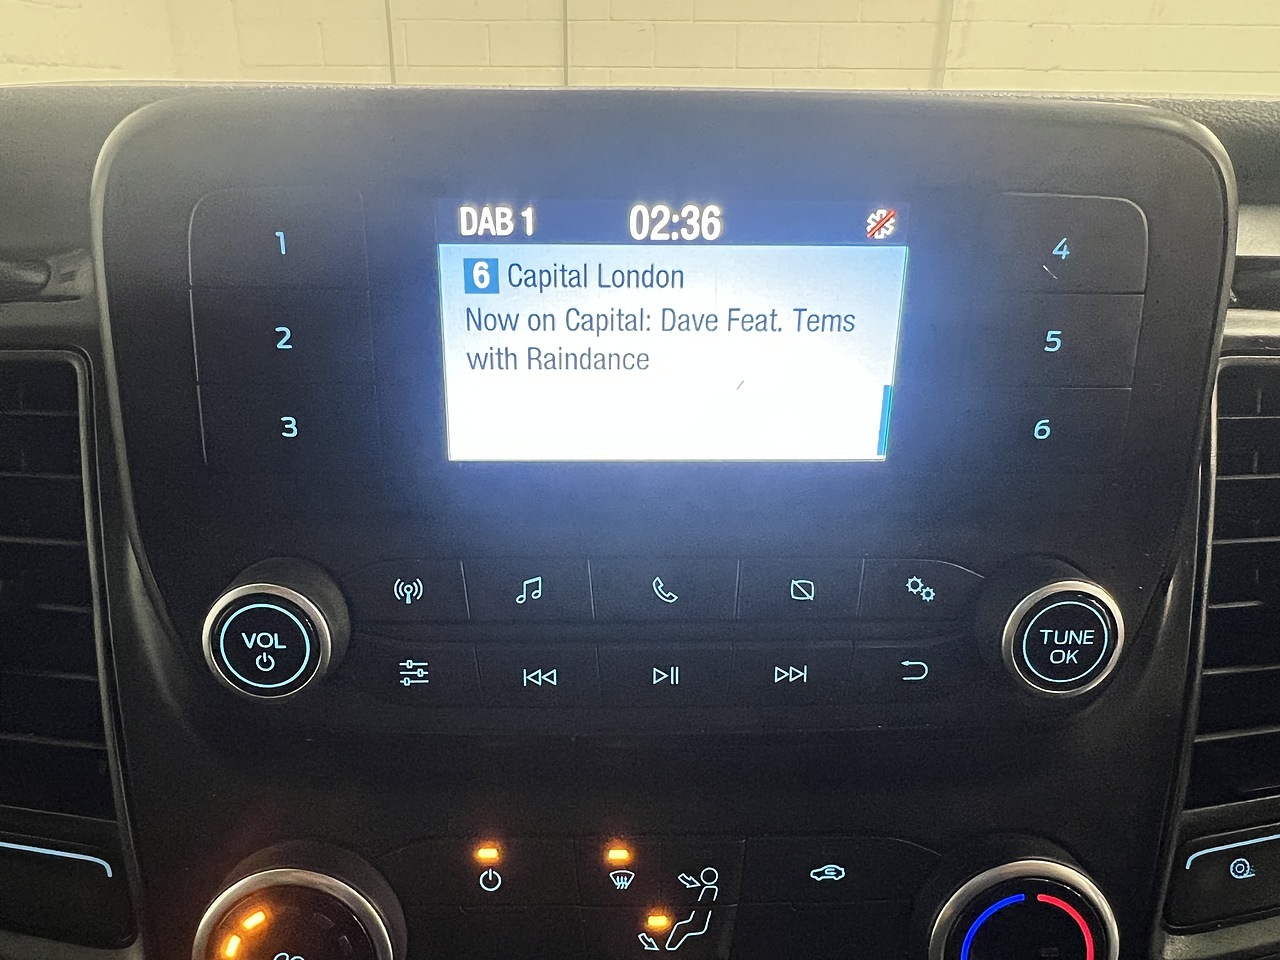 DAB 1 02:36
6 Capital London
Now on Capital: Dave Feat. Tems
with Raindance
1
2
3
4
5
6
VOL
TUNE
OK